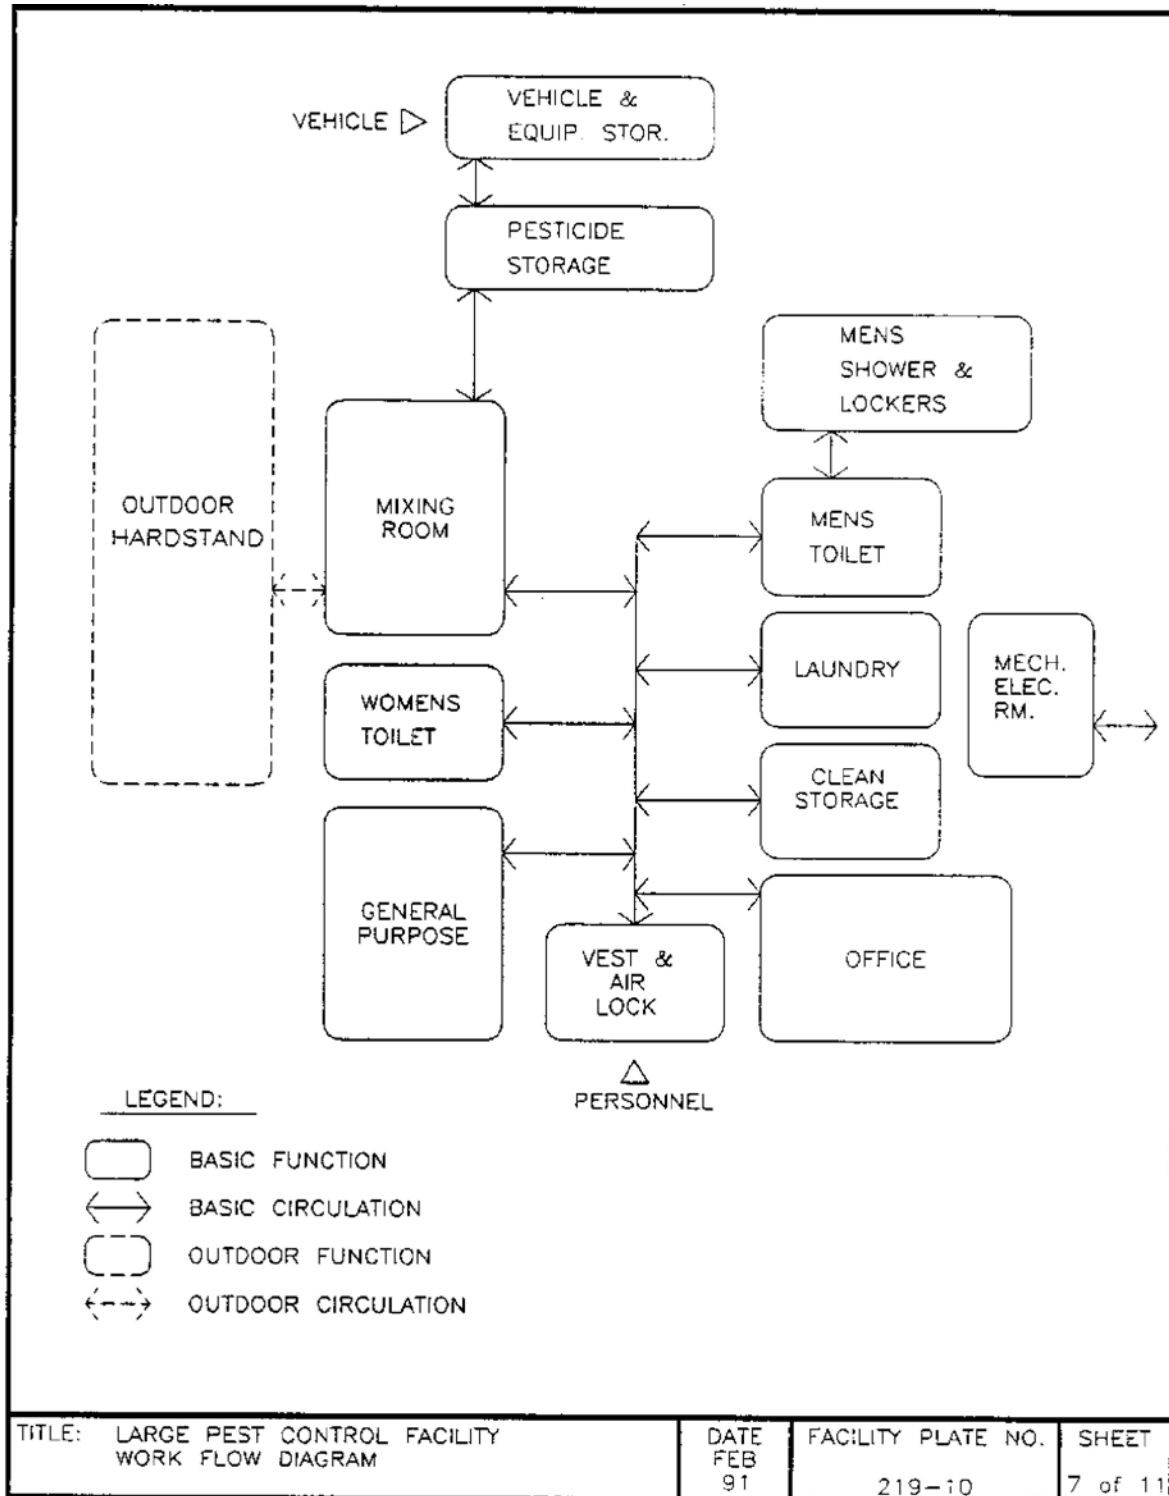 VEHICLE
VEHICLE &
EQUIP. STOR.
PESTICIDE
STORAGE
MENS
SHOWER &
LOCKERS
OUTDOOR
HARDSTAND
MIXING
ROOM
MENS
TOILET
LAUNDRY
MECH.
ELEC.
RM.
WOMENS
TOILET
CLEAN
STORAGE
GENERAL
PURPOSE
VEST &
AIR
LOCK
OFFICE
PERSONNEL
LEGEND:
BASIC FUNCTION
BASIC CIRCULATION
OUTDOOR FUNCTION
OUTDOOR CIRCULATION
TITLE: LARGE PEST CONTROL FACILITY
WORK FLOW DIAGRAM
DATE
FEB
91
FACILITY PLATE NO.
219-10
SHEET
7 of 11